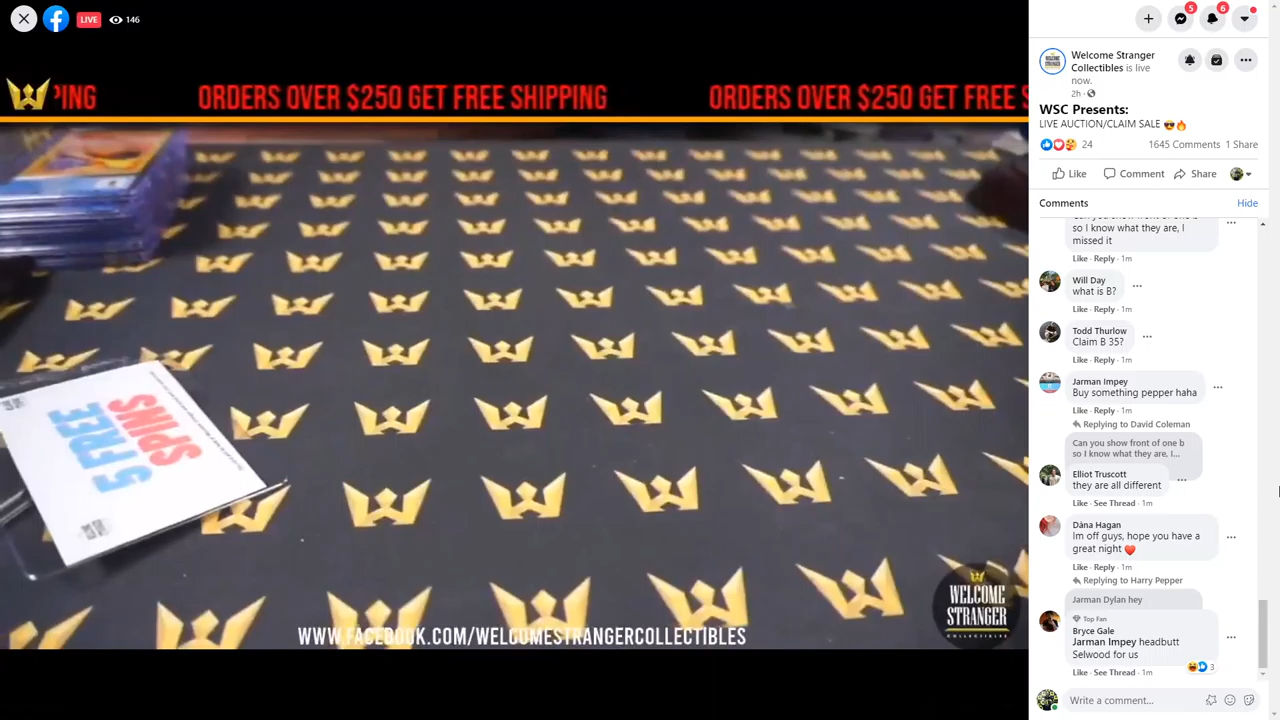 LIVE
146
'ING
ORDERS OVER $250 GET FREE SHIPPING
ORDERS OVER $250 GET FREE S
5 FREE
SPINS
WELCOME
STRANGER
COLLECTIBLES
WWW.FACEBOOK.COM/WELCOMESTRANGERCOLLECTIBLES
5
6
Welcome Stranger
Collectibles is live
now.
2h ·
WSC Presents:
LIVE AUCTION/CLAIM SALE 😎🔥
24
1645 Comments 1 Share
Like
Comment
Share
Comments
Hide
so I know what they are, I
missed it
Like · Reply · 1m
Will Day
what is B?
Like · Reply · 1m
Todd Thurlow
Claim B 35?
Like · Reply · 1m
Jarman Impey
Buy something pepper haha
Like · Reply · 1m
Replying to David Coleman
Can you show front of one b
so I know what they are, I...
Elliot Truscott
they are all different
Like · See Thread · 1m
Dána Hagan
Im off guys, hope you have a
great night ♥️
Like · Reply · 1m
Replying to Harry Pepper
Jarman Dylan hey
Top Fan
Bryce Gale
Jarman Impey headbutt
Selwood for us
3
Like · See Thread · 1m
Write a comment...